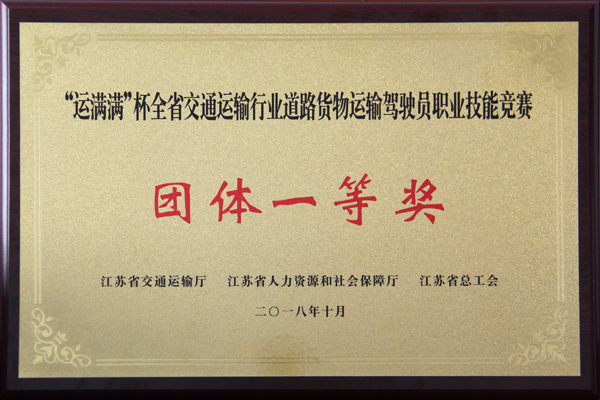 “运满满”杯全省交通运输行业道路货物运输驾驶员职业技能竞赛
团体一等奖
江苏省交通运输厅 江苏省人力资源和社会保障厅 江苏省总工会
二〇一八年十月